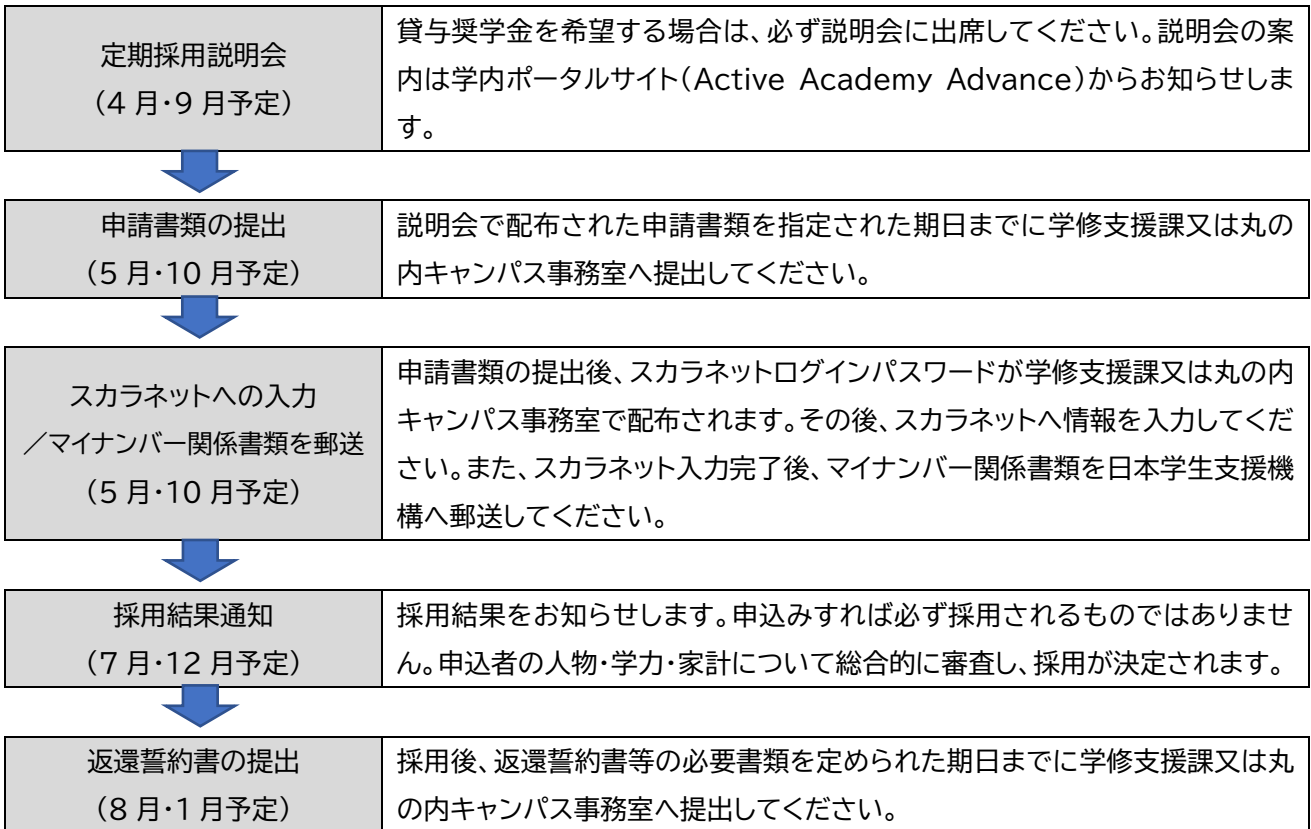 定期採用説明会
(4月・9月予定)
貸与奨学金を希望する場合は、必ず説明会に出席してください。説明会の案
内は学内ポータルサイト(Active Academy Advance)からお知らせしま
す。
申請書類の提出
(5月・10月予定)
説明会で配布された申請書類を指定された期日までに学修支援課又は丸の
内キャンパス事務室へ提出してください。
スカラネットへの入力
/マイナンバー関係書類を郵送
(5月・10月予定)
申請書類の提出後、スカラネットログインパスワードが学修支援課又は丸の内
キャンパス事務室で配布されます。その後、スカラネットへ情報を入力してくだ
さい。また、スカラネット入力完了後、マイナンバー関係書類を日本学生支援機
構へ郵送してください。
採用結果通知
(7月・12月予定)
採用結果をお知らせします。申込みすれば必ず採用されるものではありませ
ん。申込者の人物・学力・家計について総合的に審査し、採用が決定されます。
返還誓約書の提出
(8月・1月予定)
採用後、返還誓約書等の必要書類を定められた期日までに学修支援課又は丸
の内キャンパス事務室へ提出してください。